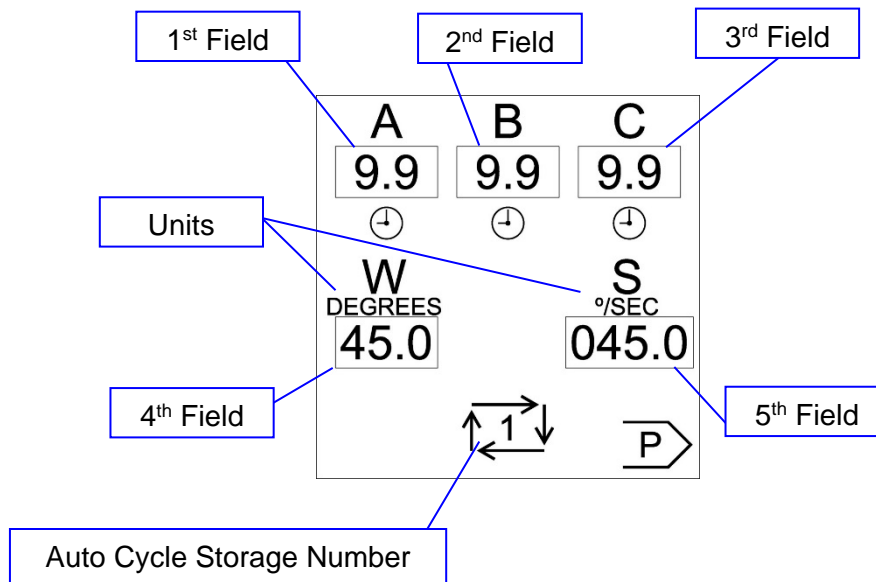 1st Field
2nd Field
3rd Field
A B C
9.9 9.9 9.9
Units
W S
DEGREES º/SEC
45.0 045.0
4th Field
5th Field
1
P
Auto Cycle Storage Number